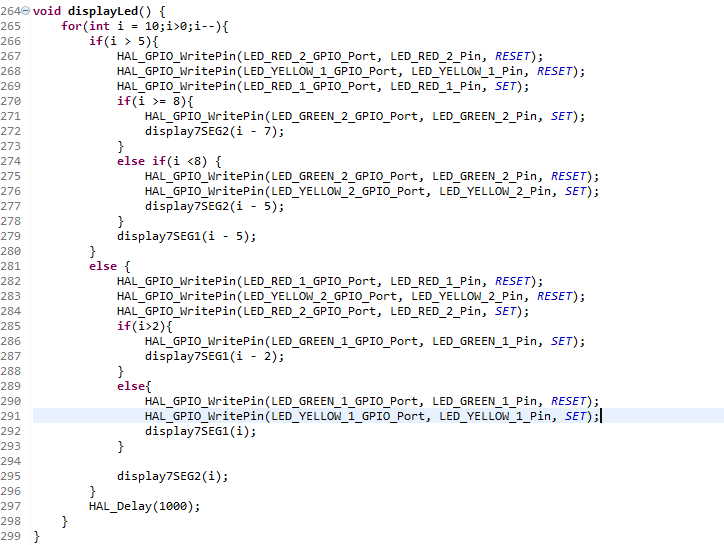 264 void displayLed() {
265     for(int i = 10;i>0;i--){
266         if(i > 5){
267             HAL_GPIO_WritePin(LED_RED_2_GPIO_Port, LED_RED_2_Pin, RESET);
268             HAL_GPIO_WritePin(LED_YELLOW_1_GPIO_Port, LED_YELLOW_1_Pin, RESET);
269             HAL_GPIO_WritePin(LED_RED_1_GPIO_Port, LED_RED_1_Pin, SET);
270             if(i >= 8){
271                 HAL_GPIO_WritePin(LED_GREEN_2_GPIO_Port, LED_GREEN_2_Pin, SET);
272                 display7SEG2(i - 7);
273             }
274             else if(i <8) {
275                 HAL_GPIO_WritePin(LED_GREEN_2_GPIO_Port, LED_GREEN_2_Pin, RESET);
276                 HAL_GPIO_WritePin(LED_YELLOW_2_GPIO_Port, LED_YELLOW_2_Pin, SET);
277                 display7SEG2(i - 5);
278             }
279             display7SEG1(i - 5);
280         }
281         else {
282             HAL_GPIO_WritePin(LED_RED_1_GPIO_Port, LED_RED_1_Pin, RESET);
283             HAL_GPIO_WritePin(LED_YELLOW_2_GPIO_Port, LED_YELLOW_2_Pin, RESET);
284             HAL_GPIO_WritePin(LED_RED_2_GPIO_Port, LED_RED_2_Pin, SET);
285             if(i>2){
286                 HAL_GPIO_WritePin(LED_GREEN_1_GPIO_Port, LED_GREEN_1_Pin, SET);
287                 display7SEG1(i - 2);
288             }
289             else{
290                 HAL_GPIO_WritePin(LED_GREEN_1_GPIO_Port, LED_GREEN_1_Pin, RESET);
291                 HAL_GPIO_WritePin(LED_YELLOW_1_GPIO_Port, LED_YELLOW_1_Pin, SET);
292                 display7SEG1(i);
293             }
294
295             display7SEG2(i);
296         }
297         HAL_Delay(1000);
298     }
299 }